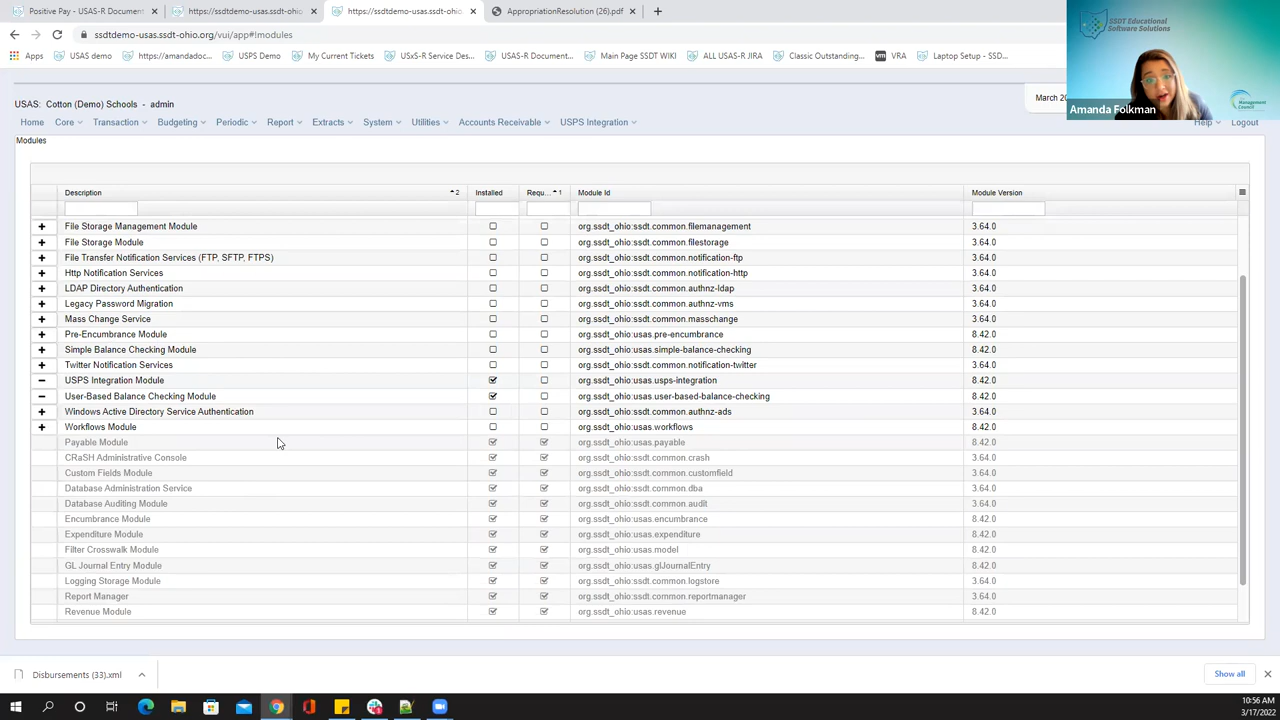 Positive Pay - USAS-R Document
https://ssdtdemo-usas.ssdt-ohio
https://ssdtdemo-usas.ssdt-ohio.
AppropriationResolution (26).pdf
ssdtdemo-usas.ssdt-ohio.org/vui/app#!modules
Apps
USAS demo
https://amandadoc...
USPS Demo
My Current Tickets
USxS-R Service Des...
USAS-R Document...
Main Page SSDT WIKI
ALL USAS-R JIRA
Classic Outstanding...
vm VRA
Laptop Setup - SSD...
SSDT Educational
Software Solutions
Management
Council
Amanda Folkman
USAS: Cotton (Demo) Schools - admin
March 20
Home Core Transaction Budgeting Periodic Report Extracts System Utilities Accounts Receivable USPS Integration Help Logout
Modules
Description 2 Installed Requ... 1 Module Id Module Version
File Storage Management Module org.ssdt_ohio:ssdt.common.filemanagement 3.64.0
File Storage Module org.ssdt_ohio:ssdt.common.filestorage 3.64.0
File Transfer Notification Services (FTP, SFTP, FTPS) org.ssdt_ohio:ssdt.common.notification-ftp 3.64.0
Http Notification Services org.ssdt_ohio:ssdt.common.notification-http 3.64.0
LDAP Directory Authentication org.ssdt_ohio:ssdt.common.authnz-ldap 3.64.0
Legacy Password Migration org.ssdt_ohio:ssdt.common.authnz-vms 3.64.0
Mass Change Service org.ssdt_ohio:ssdt.common.masschange 3.64.0
Pre-Encumbrance Module org.ssdt_ohio:usas.pre-encumbrance 8.42.0
Simple Balance Checking Module org.ssdt_ohio:usas.simple-balance-checking 8.42.0
Twitter Notification Services org.ssdt_ohio:ssdt.common.notification-twitter 3.64.0
USPS Integration Module org.ssdt_ohio:usas.usps-integration 8.42.0
User-Based Balance Checking Module org.ssdt_ohio:usas.user-based-balance-checking 8.42.0
Windows Active Directory Service Authentication org.ssdt_ohio:ssdt.common.authnz-ads 3.64.0
Workflows Module org.ssdt_ohio:usas.workflows 8.42.0
Payable Module org.ssdt_ohio:usas.payable 8.42.0
CRaSH Administrative Console org.ssdt_ohio:ssdt.common.crash 3.64.0
Custom Fields Module org.ssdt_ohio:ssdt.common.customfield 3.64.0
Database Administration Service org.ssdt_ohio:ssdt.common.dba 3.64.0
Database Auditing Module org.ssdt_ohio:ssdt.common.audit 3.64.0
Encumbrance Module org.ssdt_ohio:usas.encumbrance 8.42.0
Expenditure Module org.ssdt_ohio:usas.expenditure 8.42.0
Filter Crosswalk Module org.ssdt_ohio:usas.model 8.42.0
GL Journal Entry Module org.ssdt_ohio:usas.glJournalEntry 8.42.0
Logging Storage Module org.ssdt_ohio:ssdt.common.logstore 3.64.0
Report Manager org.ssdt_ohio:ssdt.common.reportmanager 3.64.0
Revenue Module org.ssdt_ohio:usas.revenue 8.42.0
Disbursements (33).xml
Show all
10:56 AM
3/17/2022